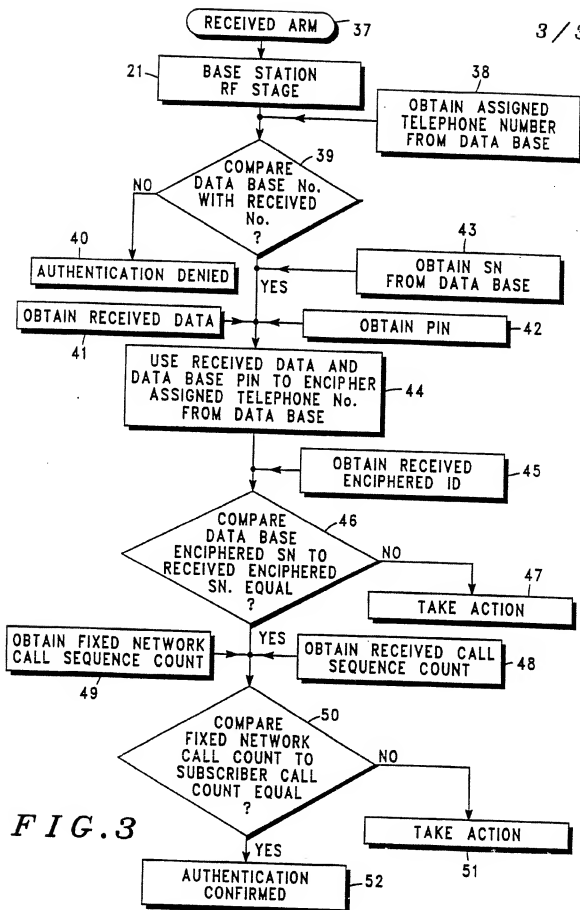 3/3
RECEIVED ARM
37
21
BASE STATION
RF STAGE
38
OBTAIN ASSIGNED
TELEPHONE NUMBER
FROM DATA BASE
39
COMPARE
DATA BASE No.
WITH RECEIVED
No.
?
NO
40
AUTHENTICATION DENIED
YES
43
OBTAIN SN
FROM DATA BASE
OBTAIN RECEIVED DATA
41
OBTAIN PIN
42
USE RECEIVED DATA AND
DATA BASE PIN TO ENCIPHER
ASSIGNED TELEPHONE No.
FROM DATA BASE
44
OBTAIN RECEIVED
ENCIPHERED ID
45
46
COMPARE
DATA BASE
ENCIPHERED SN TO
RECEIVED ENCIPHERED
SN. EQUAL
?
NO
47
TAKE ACTION
YES
OBTAIN FIXED NETWORK
CALL SEQUENCE COUNT
49
OBTAIN RECEIVED CALL
SEQUENCE COUNT
48
50
COMPARE
FIXED NETWORK
CALL COUNT TO
SUBSCRIBER CALL
COUNT EQUAL
?
NO
TAKE ACTION
51
YES
AUTHENTICATION
CONFIRMED
52
FIG.3